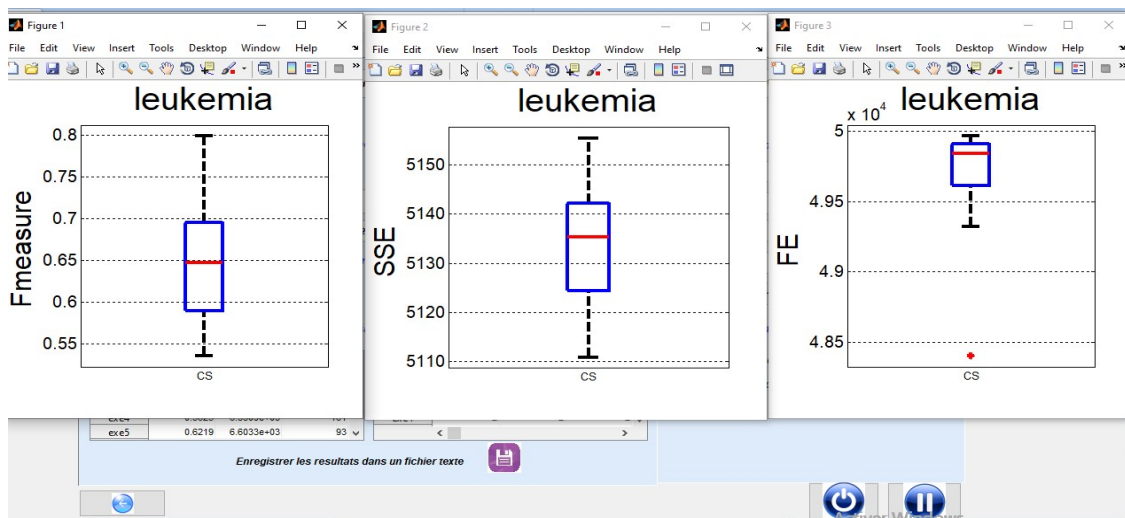 Figure 1
File Edit View Insert Tools Desktop Window Help
leukemia
Fmeasure
0.8
0.75
0.7
0.65
0.6
0.55
CS
Figure 2
File Edit View Insert Tools Desktop Window Help
leukemia
SSE
5150
5140
5130
5120
5110
CS
Figure 3
File Edit View Insert Tools Desktop Window Help
x 10^4
leukemia
FE
5
4.95
4.9
4.85
CS
exe5 0.6219 6.6033e+03 93
Enregistrer les resultats dans un fichier texte